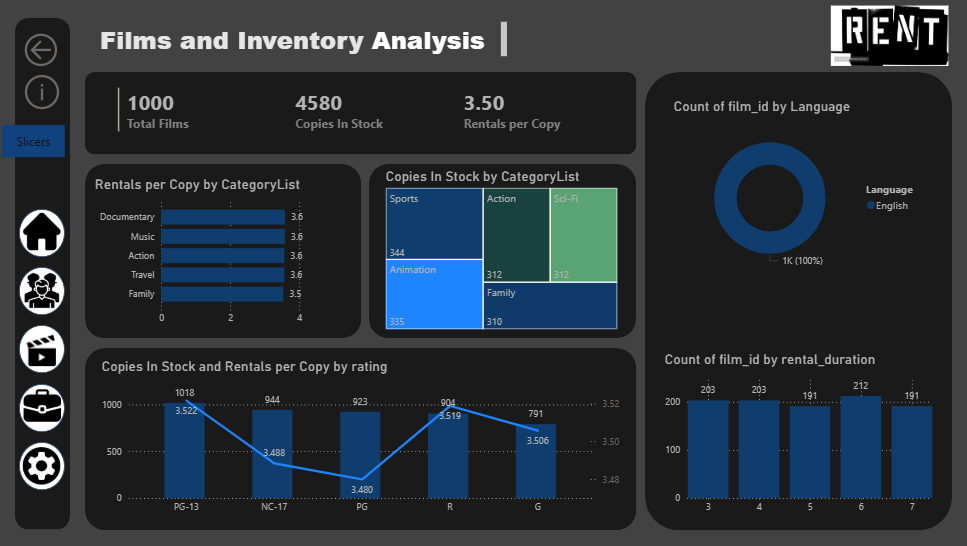 Films and Inventory Analysis
RENT
Slicers
1000
Total Films
4580
Copies In Stock
3.50
Rentals per Copy
Rentals per Copy by CategoryList
Documentary 3.6
Music 3.6
Action 3.6
Travel 3.6
Family 3.5
0 2 4
Copies In Stock by CategoryList
Sports
344
Animation
335
Action
312
Sci-Fi
312
Family
310
Count of film_id by Language
Language
English
1K (100%)
Copies In Stock and Rentals per Copy by rating
1000
500
0
1018
944
923
904
791
3.522
3.488
3.480
3.519
3.506
3.52
3.50
3.48
PG-13 NC-17 PG R G
Count of film_id by rental_duration
200
100
0
203 203 191 212 191
3 4 5 6 7